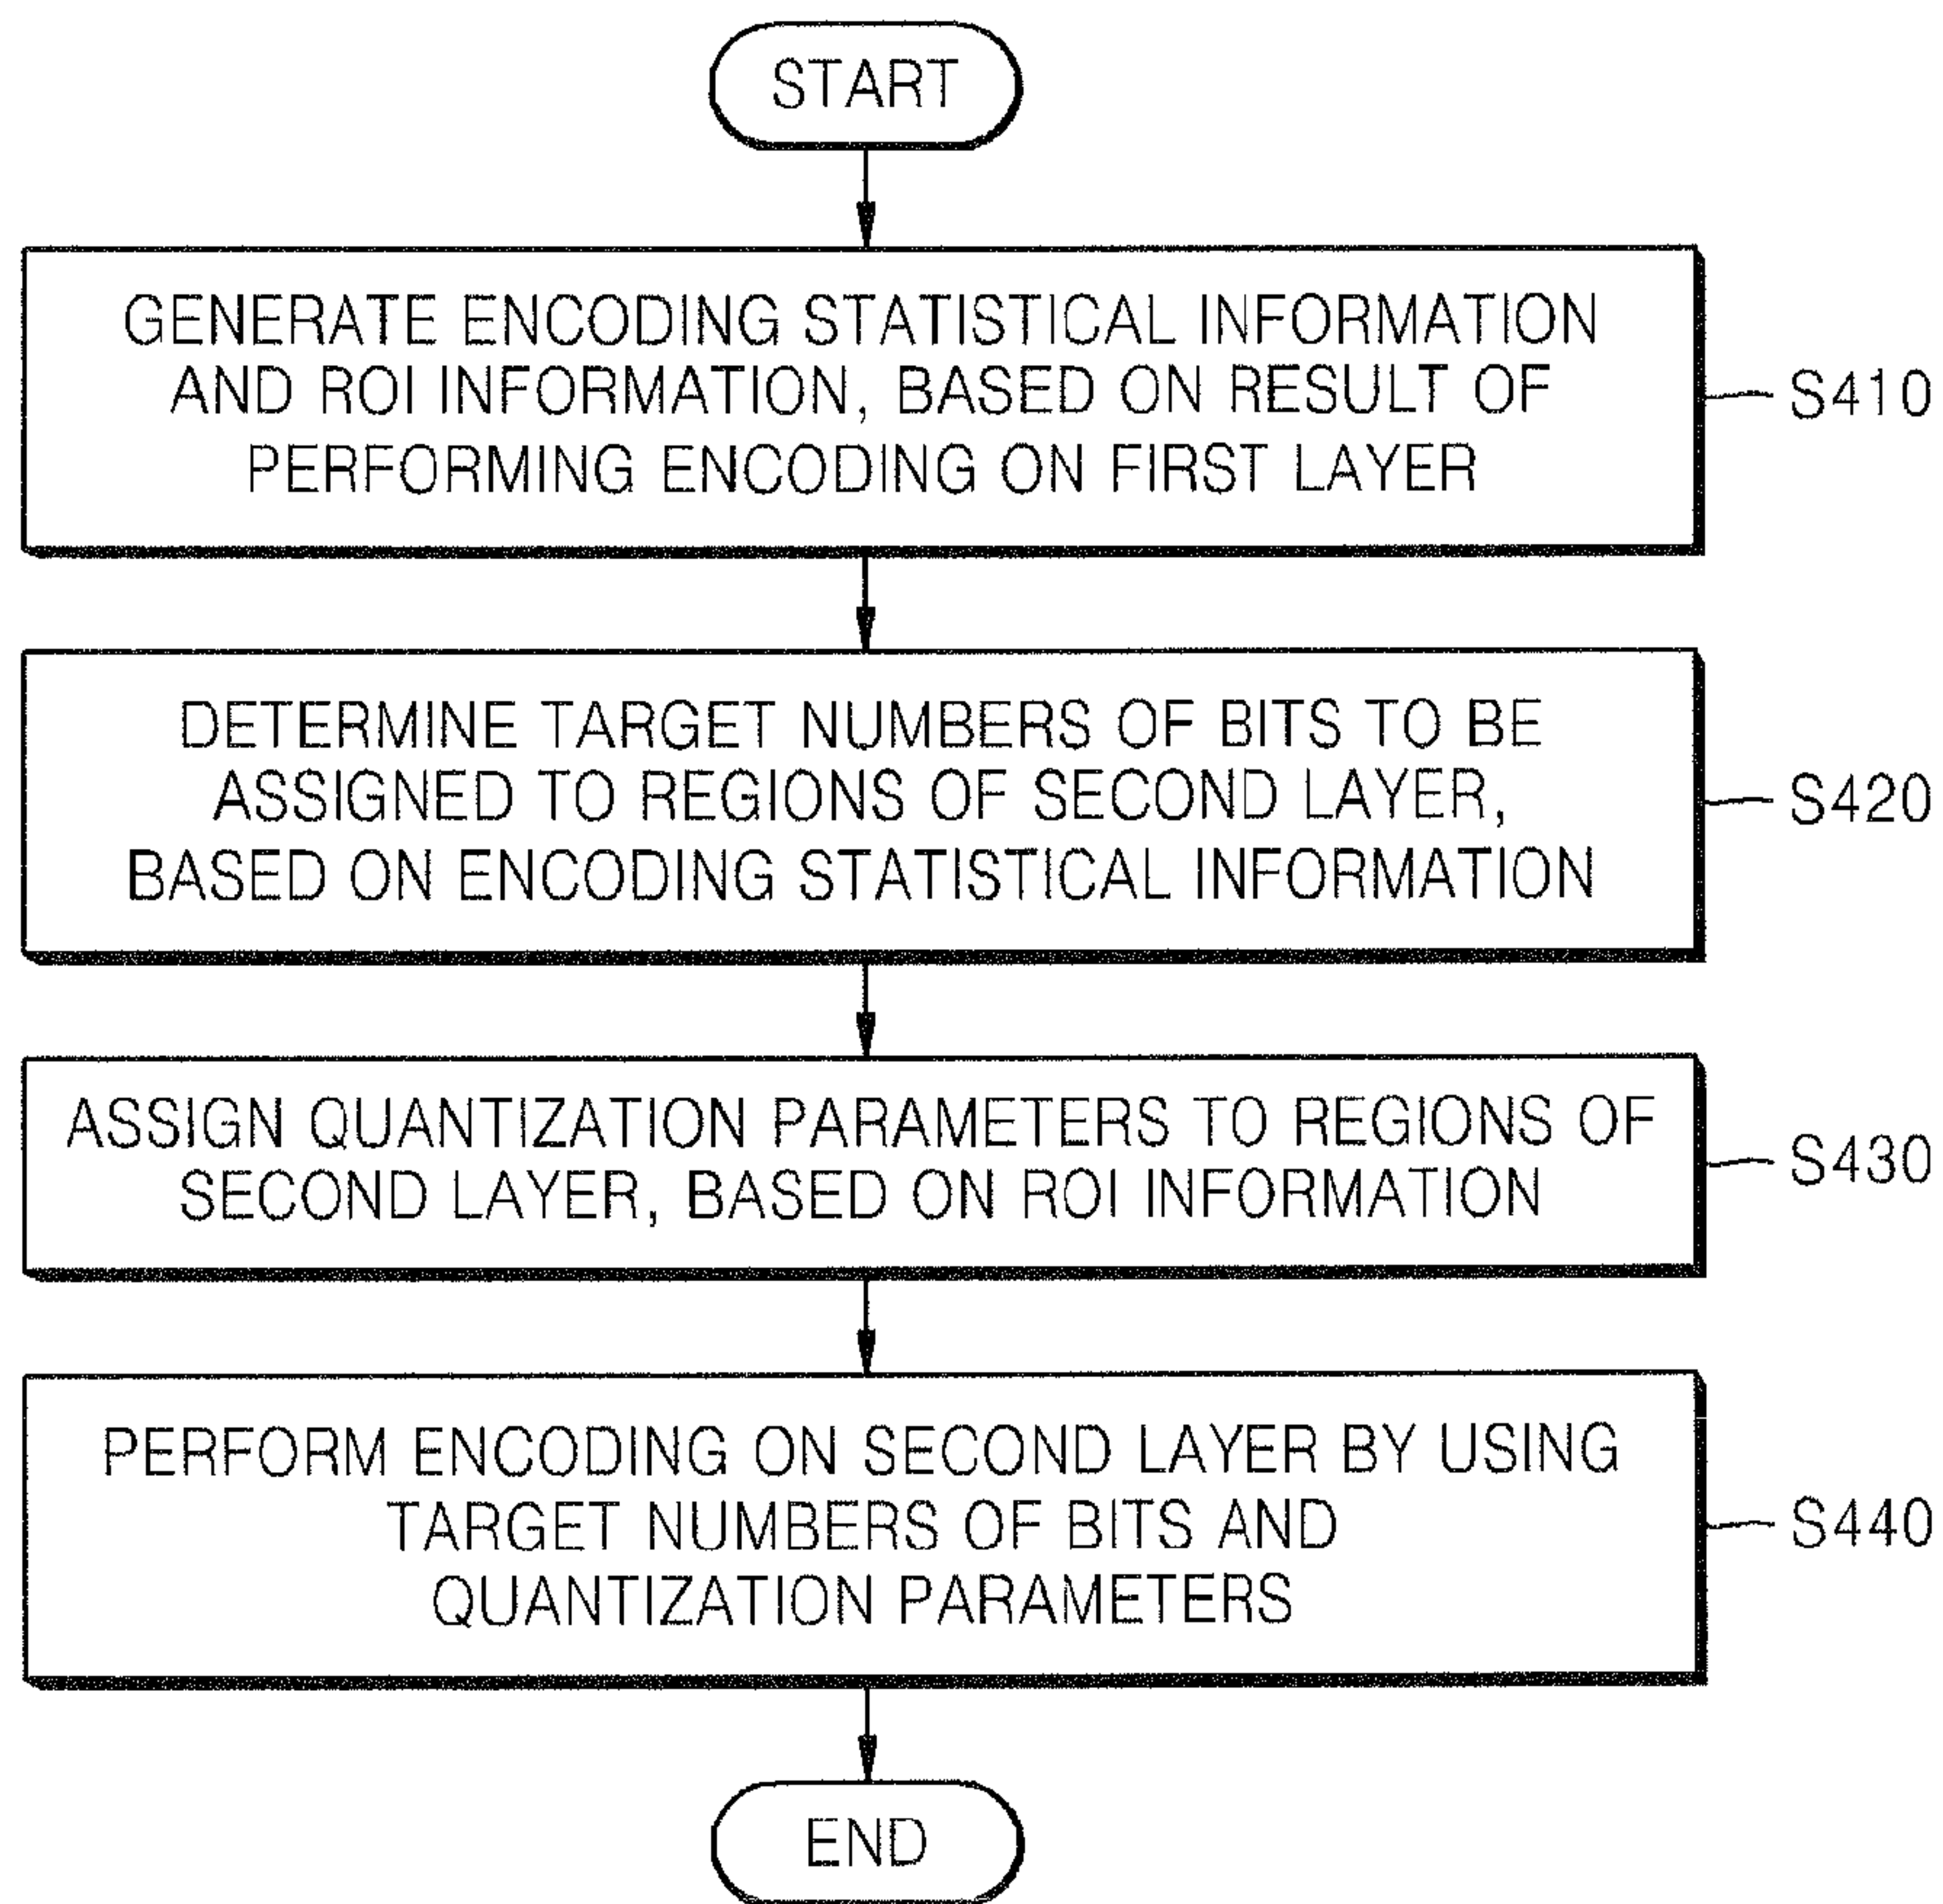 START
GENERATE ENCODING STATISTICAL INFORMATION
AND ROI INFORMATION, BASED ON RESULT OF
PERFORMING ENCODING ON FIRST LAYER
S410
DETERMINE TARGET NUMBERS OF BITS TO BE
ASSIGNED TO REGIONS OF SECOND LAYER,
BASED ON ENCODING STATISTICAL INFORMATION
S420
ASSIGN QUANTIZATION PARAMETERS TO REGIONS OF
SECOND LAYER, BASED ON ROI INFORMATION
S430
PERFORM ENCODING ON SECOND LAYER BY USING
TARGET NUMBERS OF BITS AND
QUANTIZATION PARAMETERS
S440
END